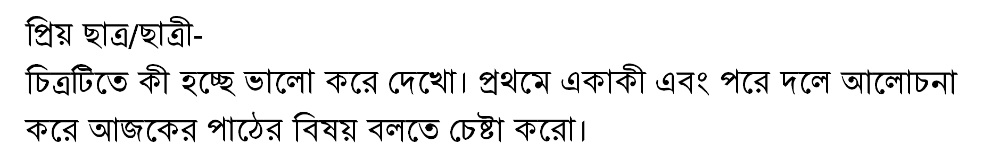 প্রিয় ছাত্র/ছাত্রী-
চিত্রটিতে কী হচ্ছে ভালো করে দেখো। প্রথমে একাকী এবং পরে দলে আলোচনা
করে আজকের পাঠের বিষয় বলতে চেষ্টা করো।